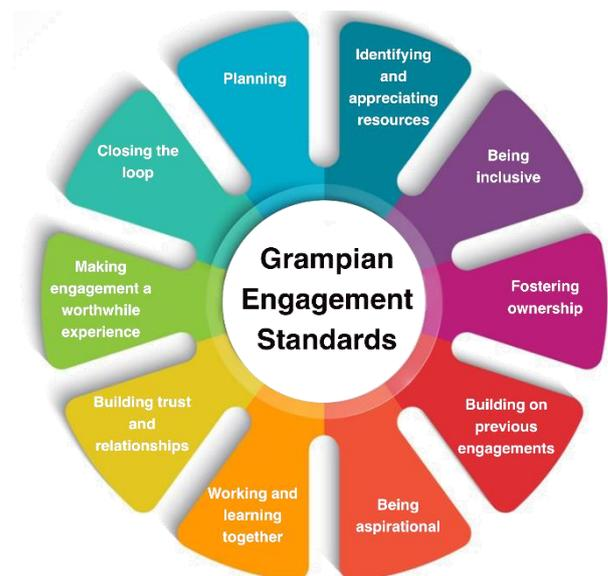 Grampian
Engagement
Standards
Planning
Identifying
and
appreciating
resources
Being
inclusive
Fostering
ownership
Building on
previous
engagements
Being
aspirational
Working and
learning
together
Building trust
and
relationships
Making
engagement a
worthwhile
experience
Closing the
loop